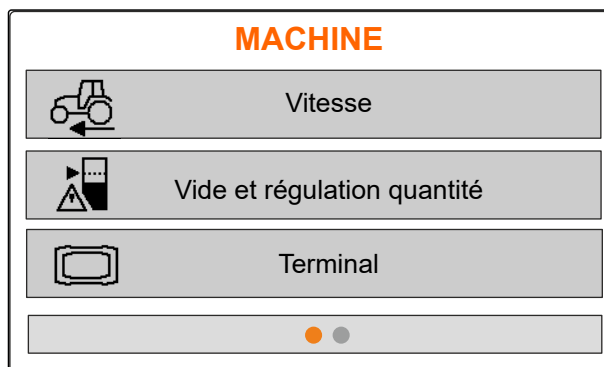 MACHINE
Vitesse
Vide et régulation quantité
Terminal